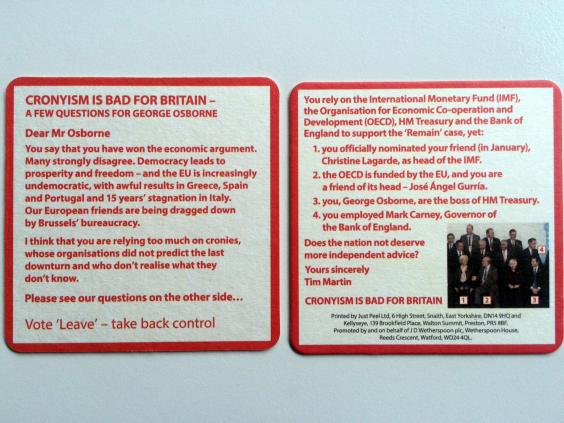 CRONYISM IS BAD FOR BRITAIN –
A FEW QUESTIONS FOR GEORGE OSBORNE
Dear Mr Osborne
You say that you have won the economic argument.
Many strongly disagree. Democracy leads to
prosperity and freedom – and the EU is increasingly
undemocratic, with awful results in Greece, Spain
and Portugal and 15 years' stagnation in Italy.
Our European friends are being dragged down
by Brussels' bureaucracy.
I think that you are relying too much on cronies,
whose organisations did not predict the last
downturn and who don't realise what they
don't know.
Please see our questions on the other side...
Vote 'Leave' – take back control
You rely on the International Monetary Fund (IMF),
the Organisation for Economic Co-operation and
Development (OECD), HM Treasury and the Bank of
England to support the 'Remain' case, yet:
1. you officially nominated your friend (in January),
Christine Lagarde, as head of the IMF.
2. the OECD is funded by the EU, and you are
a friend of its head – José Ángel Gurría.
3. you, George Osborne, are the boss of HM Treasury.
4. you employed Mark Carney, Governor of
the Bank of England.
Does the nation not deserve
more independent advice?
Yours sincerely
Tim Martin
CRONYISM IS BAD FOR BRITAIN
4
1 2 3
Printed by Just Peel Ltd, 6 High Street, Snaith, East Yorkshire, DN14 9HQ and
Kellyseye, 139 Brookfield Place, Walton Summit, Preston, PR5 8BF.
Promoted by and on behalf of J D Wetherspoon plc, Wetherspoon House,
Reeds Crescent, Watford, WD24 4QL.